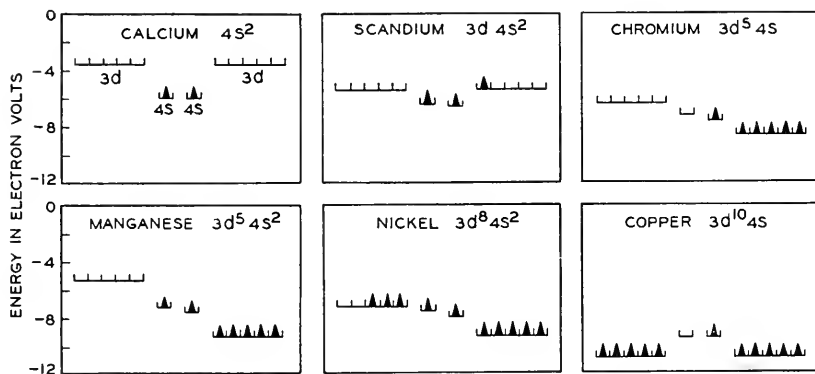 ENERGY IN ELECTRON VOLTS
0
-4
-8
-12
CALCIUM 4S²
3d
3d
4S 4S
SCANDIUM 3d 4S²
CHROMIUM 3d⁵ 4S
0
-4
-8
-12
MANGANESE 3d⁵ 4S²
NICKEL 3d⁸ 4S²
COPPER 3d¹⁰ 4S